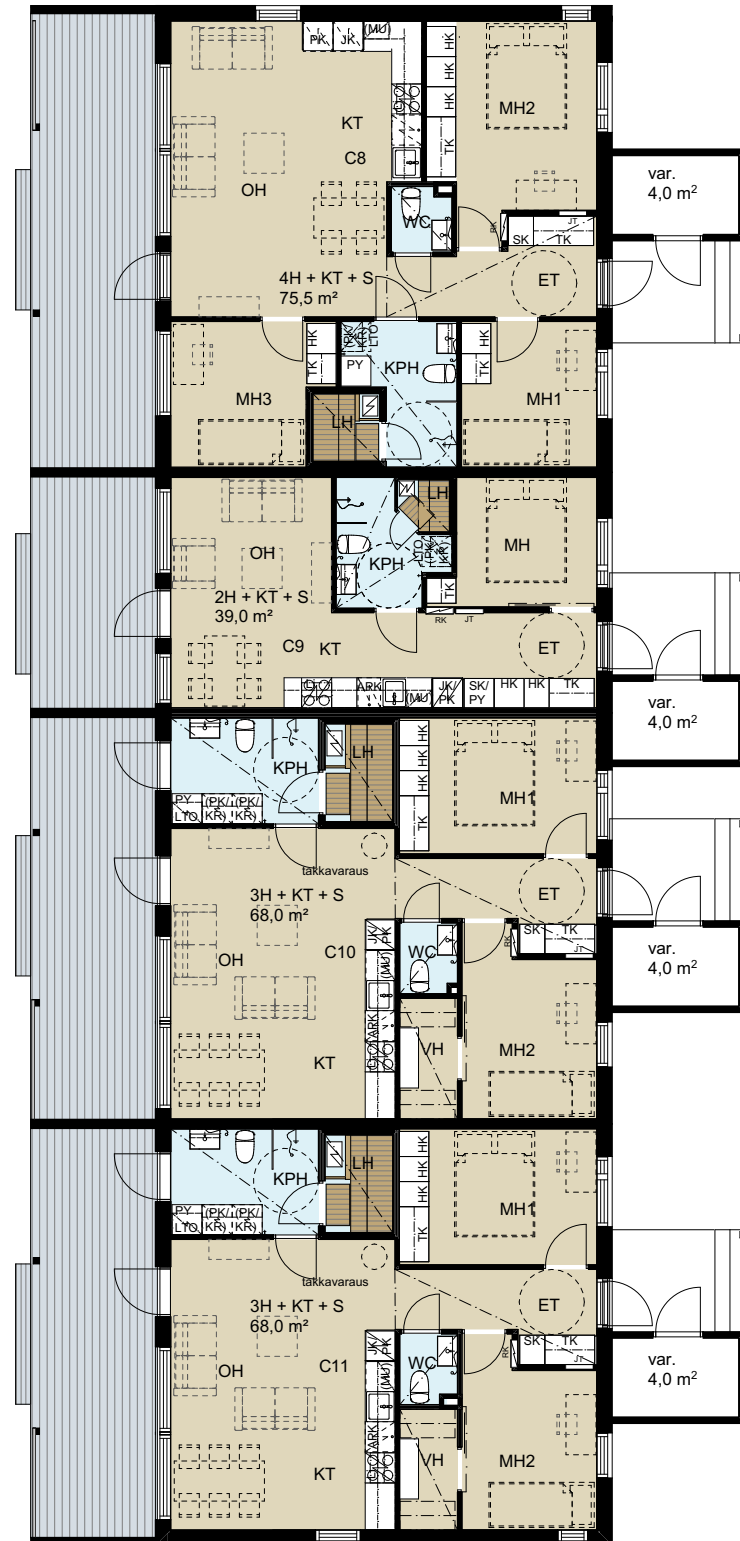 PK
JK
(MU)
HK
HK
HK
TK
MH2
KT
C8
OH
WC
RK
SK
TK
JT
ET
var.
4,0 m²
4H + KT + S
75,5 m²
(PK/
KR)
LTO
PY
KPH
HK
TK
HK
TK
MH3
LH
MH1
OH
LH
MH
LTO
(PK/
KR)
KPH
TK
2H + KT + S
39,0 m²
RK
JT
C9
KT
ET
LTO
ARK
(MU)
JK/
PK
SK/
PY
HK
HK
TK
var.
4,0 m²
KPH
LH
HK
HK
HK
TK
MH1
PY
LTO
(PK/
KR)
(PK/
KR)
takkavaraus
3H + KT + S
68,0 m²
ET
JK/
PK
(MU)
C10
OH
WC
RK
SK
TK
JT
var.
4,0 m²
LTO
ARK
KT
VH
MH2
KPH
LH
HK
HK
HK
TK
MH1
PY
LTO
(PK/
KR)
(PK/
KR)
takkavaraus
3H + KT + S
68,0 m²
ET
JK/
PK
(MU)
C11
OH
WC
RK
SK
TK
JT
var.
4,0 m²
LTO
ARK
KT
VH
MH2